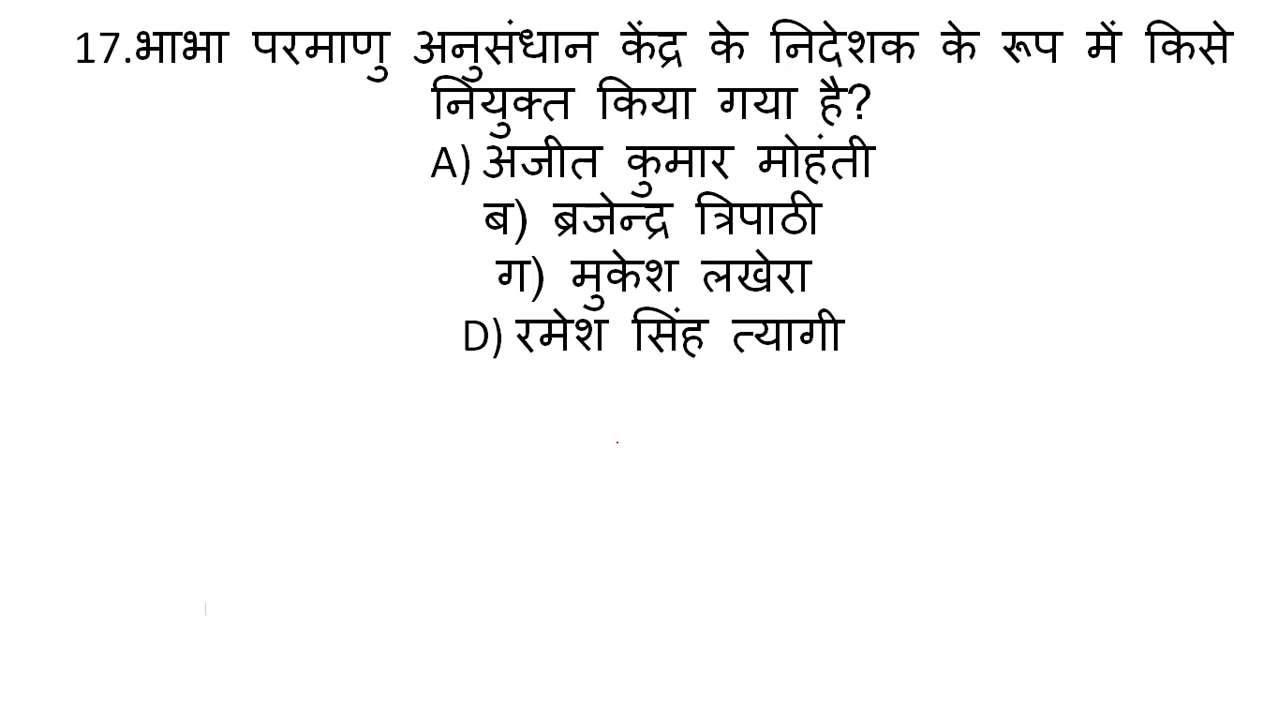 17.भाभा परमाणु अनुसंधान केंद्र के निदेशक के रूप में किसे
नियुक्त किया गया है?
A) अजीत कुमार मोहंती
ब) ब्रजेन्द्र त्रिपाठी
ग) मुकेश लखेरा
D) रमेश सिंह त्यागी